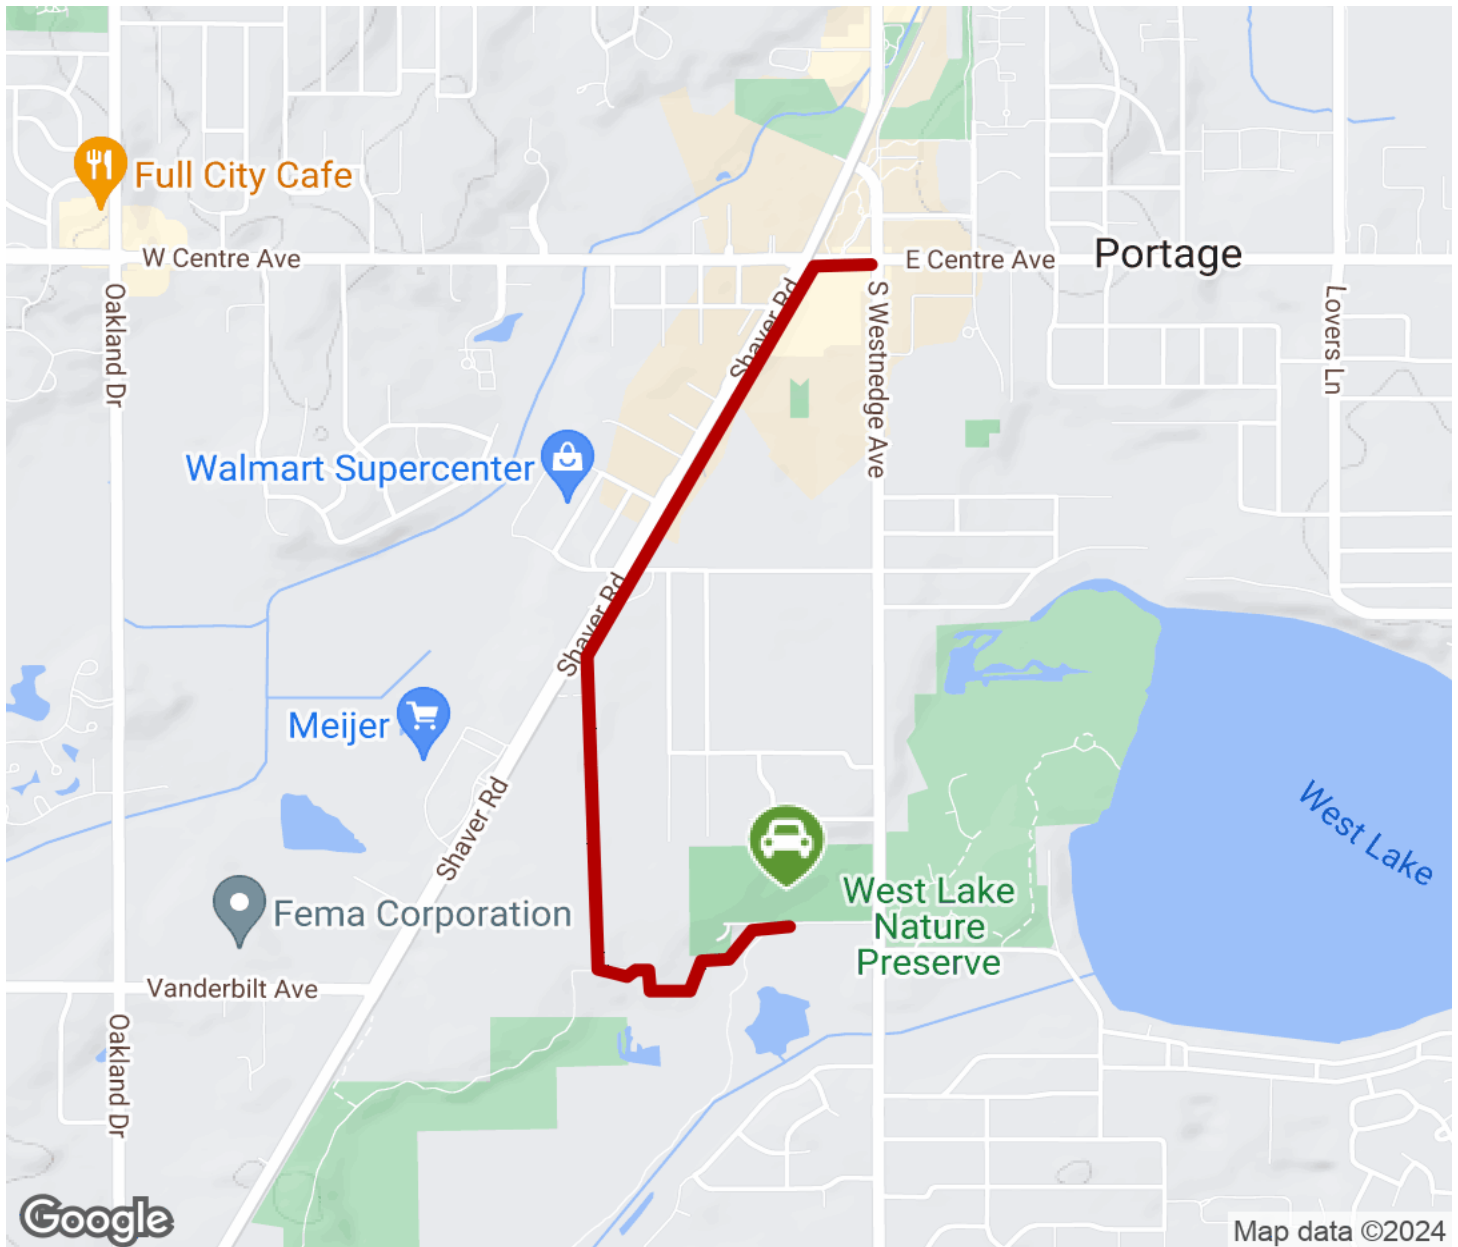 Full City Cafe
W Centre Ave
E Centre Ave
Portage
Oakland Dr
Shaver Rd
S Westnedge Ave
Lovers Ln
Walmart Supercenter
Shaver Rd
Meijer
Shaver Rd
West Lake
West Lake
Nature
Preserve
Fema Corporation
Vanderbilt Ave
Oakland Dr
Google
Map data ©2024